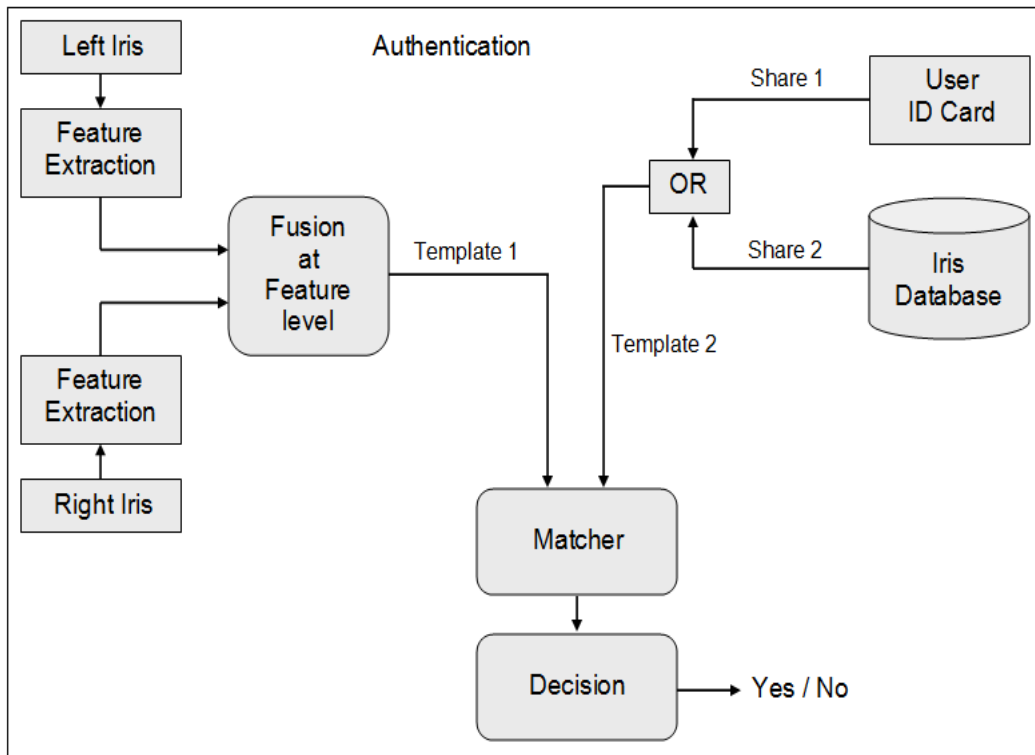 Left Iris
Authentication
Share 1
User
ID Card
Feature
Extraction
OR
Fusion
at
Feature
level
Template 1
Share 2
Iris
Database
Template 2
Feature
Extraction
Right Iris
Matcher
Decision
Yes / No